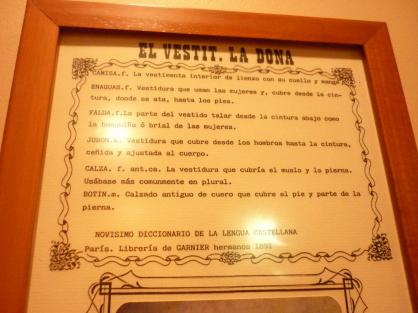 EL VESTIT. LA DONA
CAMISA.f. La vestimenta interior de lienzo con su cuello y manga
ENAGUAS.f. Vestidura que usan las mujeres y, cubre desde la cin-
tura, donde se ata, hasta los pies.
FALDA.f.La parte del vestido talar desde la cintura abajo como
la basquiña ó brial de las mujeres.
JUBON.m. Vestidura que cubre desde los hombros hasta la cintura,
ceñida y ajustada al cuerpo.
CALZA. f. ant.ca. La vestidura que cubría el muslo y la pierna.
Usábase más comunmente en plural.
BOTIN.m. Calzado antiguo de cuero que cubre el pie y parte de la
pierna.
NOVISIMO DICCIONARIO DE LA LENGUA CASTELLANA
París. Librería de GARNIER hermanos 1891